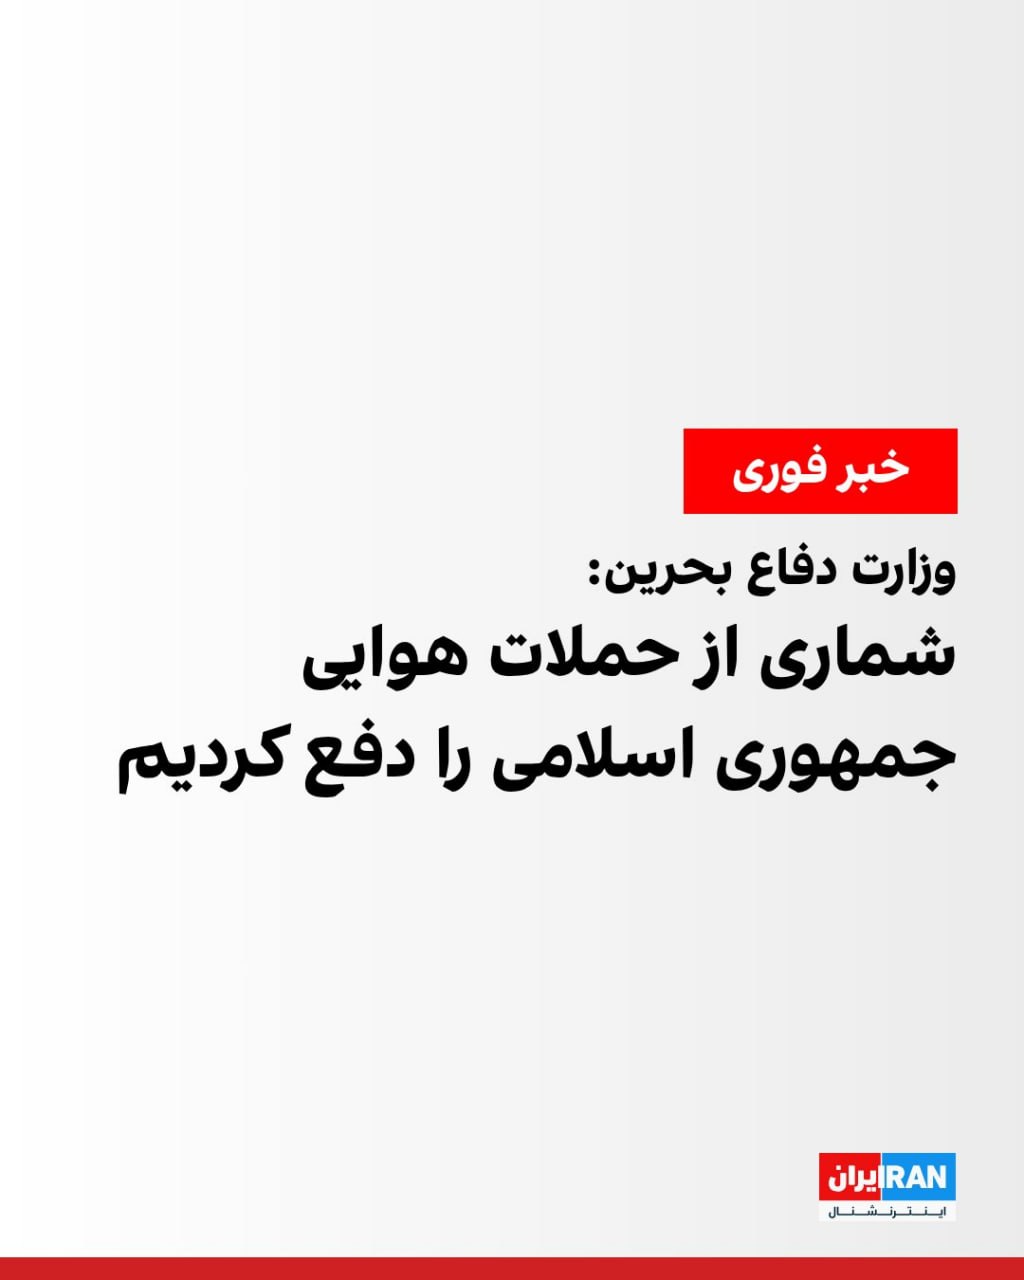 خبر فوری
وزارت دفاع بحرین:
شماری از حملات هوایی
جمهوری اسلامی را دفع کردیم
ایران IRAN
اینترنشنال